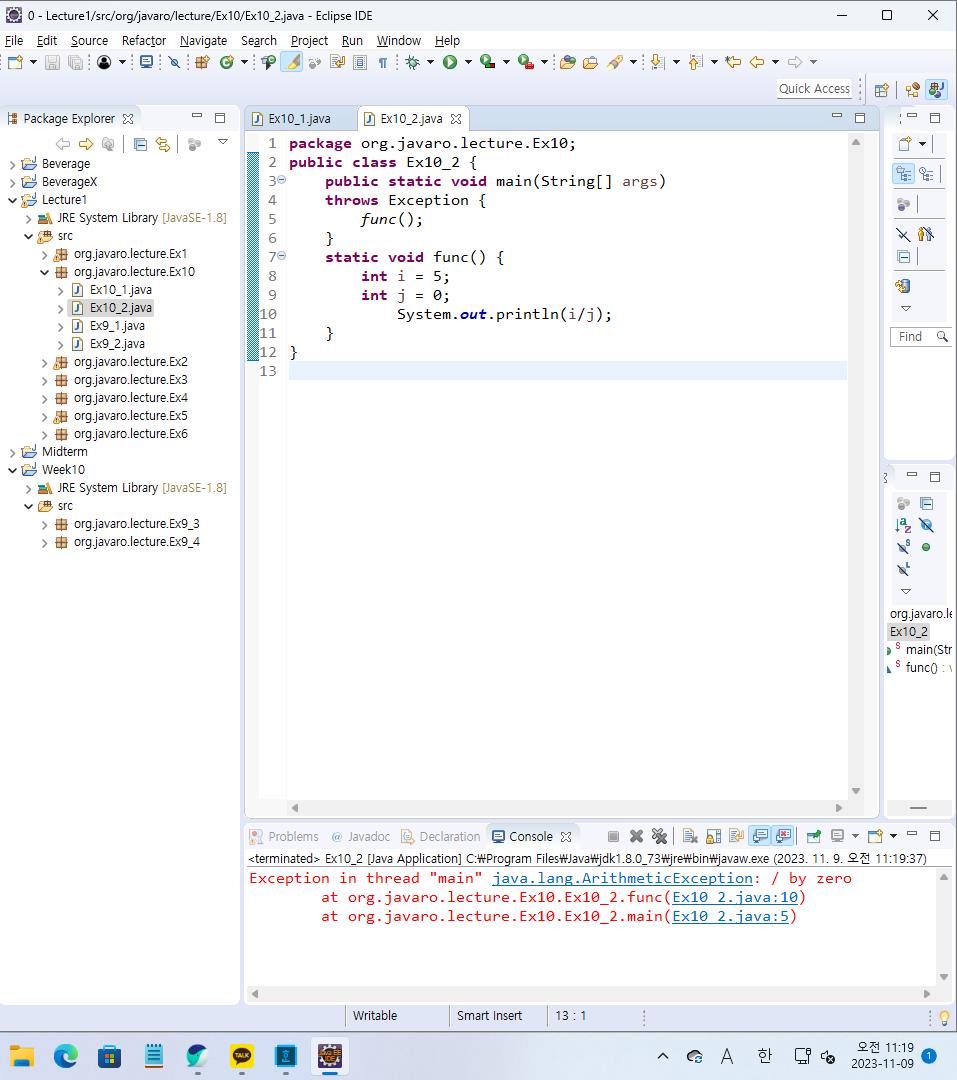 0 - Lecture1/src/org/javaro/lecture/Ex10/Ex10_2.java - Eclipse IDE
File Edit Source Refactor Navigate Search Project Run Window Help
Quick Access
Package Explorer
Beverage
BeverageX
Lecture1
JRE System Library [JavaSE-1.8]
src
org.javaro.lecture.Ex1
org.javaro.lecture.Ex10
Ex10_1.java
Ex10_2.java
Ex9_1.java
Ex9_2.java
org.javaro.lecture.Ex2
org.javaro.lecture.Ex3
org.javaro.lecture.Ex4
org.javaro.lecture.Ex5
org.javaro.lecture.Ex6
Midterm
Week10
JRE System Library [JavaSE-1.8]
src
org.javaro.lecture.Ex9_3
org.javaro.lecture.Ex9_4
Ex10_1.java Ex10_2.java
1 package org.javaro.lecture.Ex10;
2 public class Ex10_2 {
3 public static void main(String[] args)
4 throws Exception {
5 func();
6 }
7 static void func() {
8 int i = 5;
9 int j = 0;
10 System.out.println(i/j);
11 }
12 }
13
Find
org.javaro.le
Ex10_2
main(Str
func() : v
Problems @ Javadoc Declaration Console
<terminated> Ex10_2 [Java Application] C:₩Program Files₩Java₩jdk1.8.0_73₩jre₩bin₩javaw.exe (2023. 11. 9. 오전 11:19:37)
Exception in thread "main" java.lang.ArithmeticException: / by zero
at org.javaro.lecture.Ex10.Ex10_2.func(Ex10_2.java:10)
at org.javaro.lecture.Ex10.Ex10_2.main(Ex10_2.java:5)
Writable Smart Insert 13 : 1
TALK
Java EE
IDE
A 한 오전 11:19
2023-11-09 1